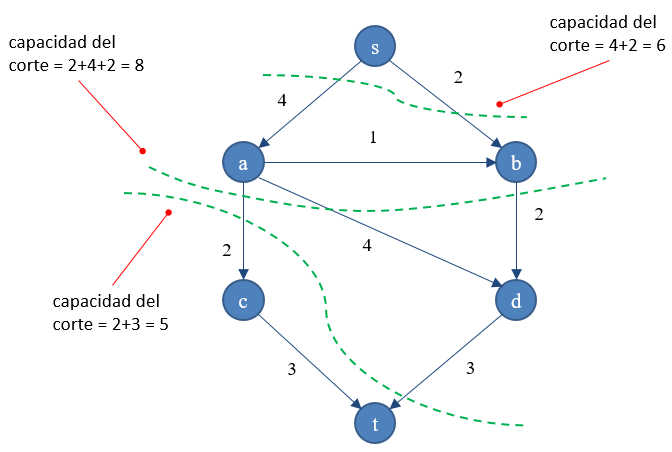 capacidad del
corte = 4+2 = 6
capacidad del
corte = 2+4+2 = 8
s
4
2
a
1
b
2
4
2
c
d
capacidad del
corte = 2+3 = 5
3
3
t